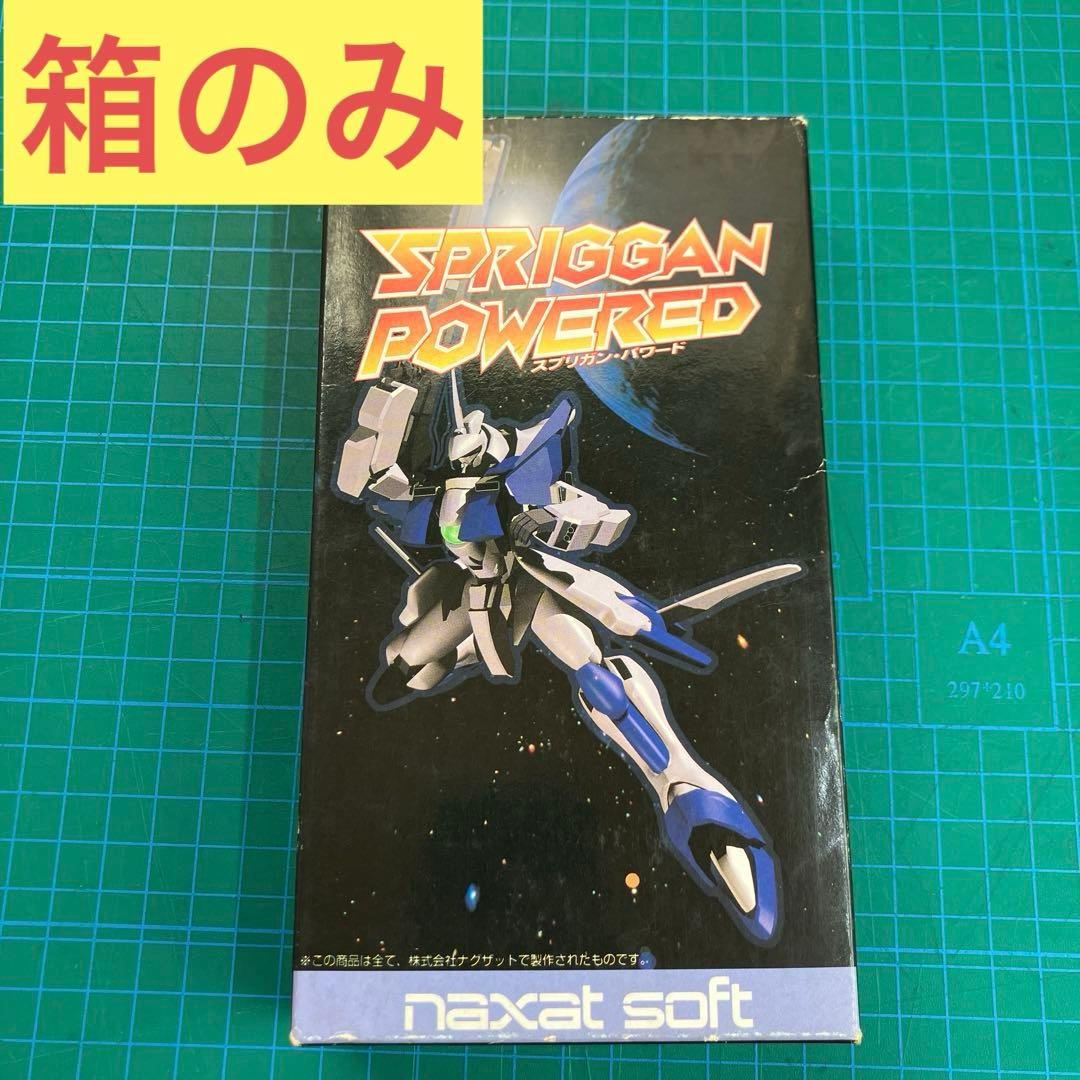 箱のみ
SPRIGGAN
POWERED
スプリガン・パワード
※この商品は全て、株式会社ナグザットで製作されたものです。
naxat soft
A4
297*210